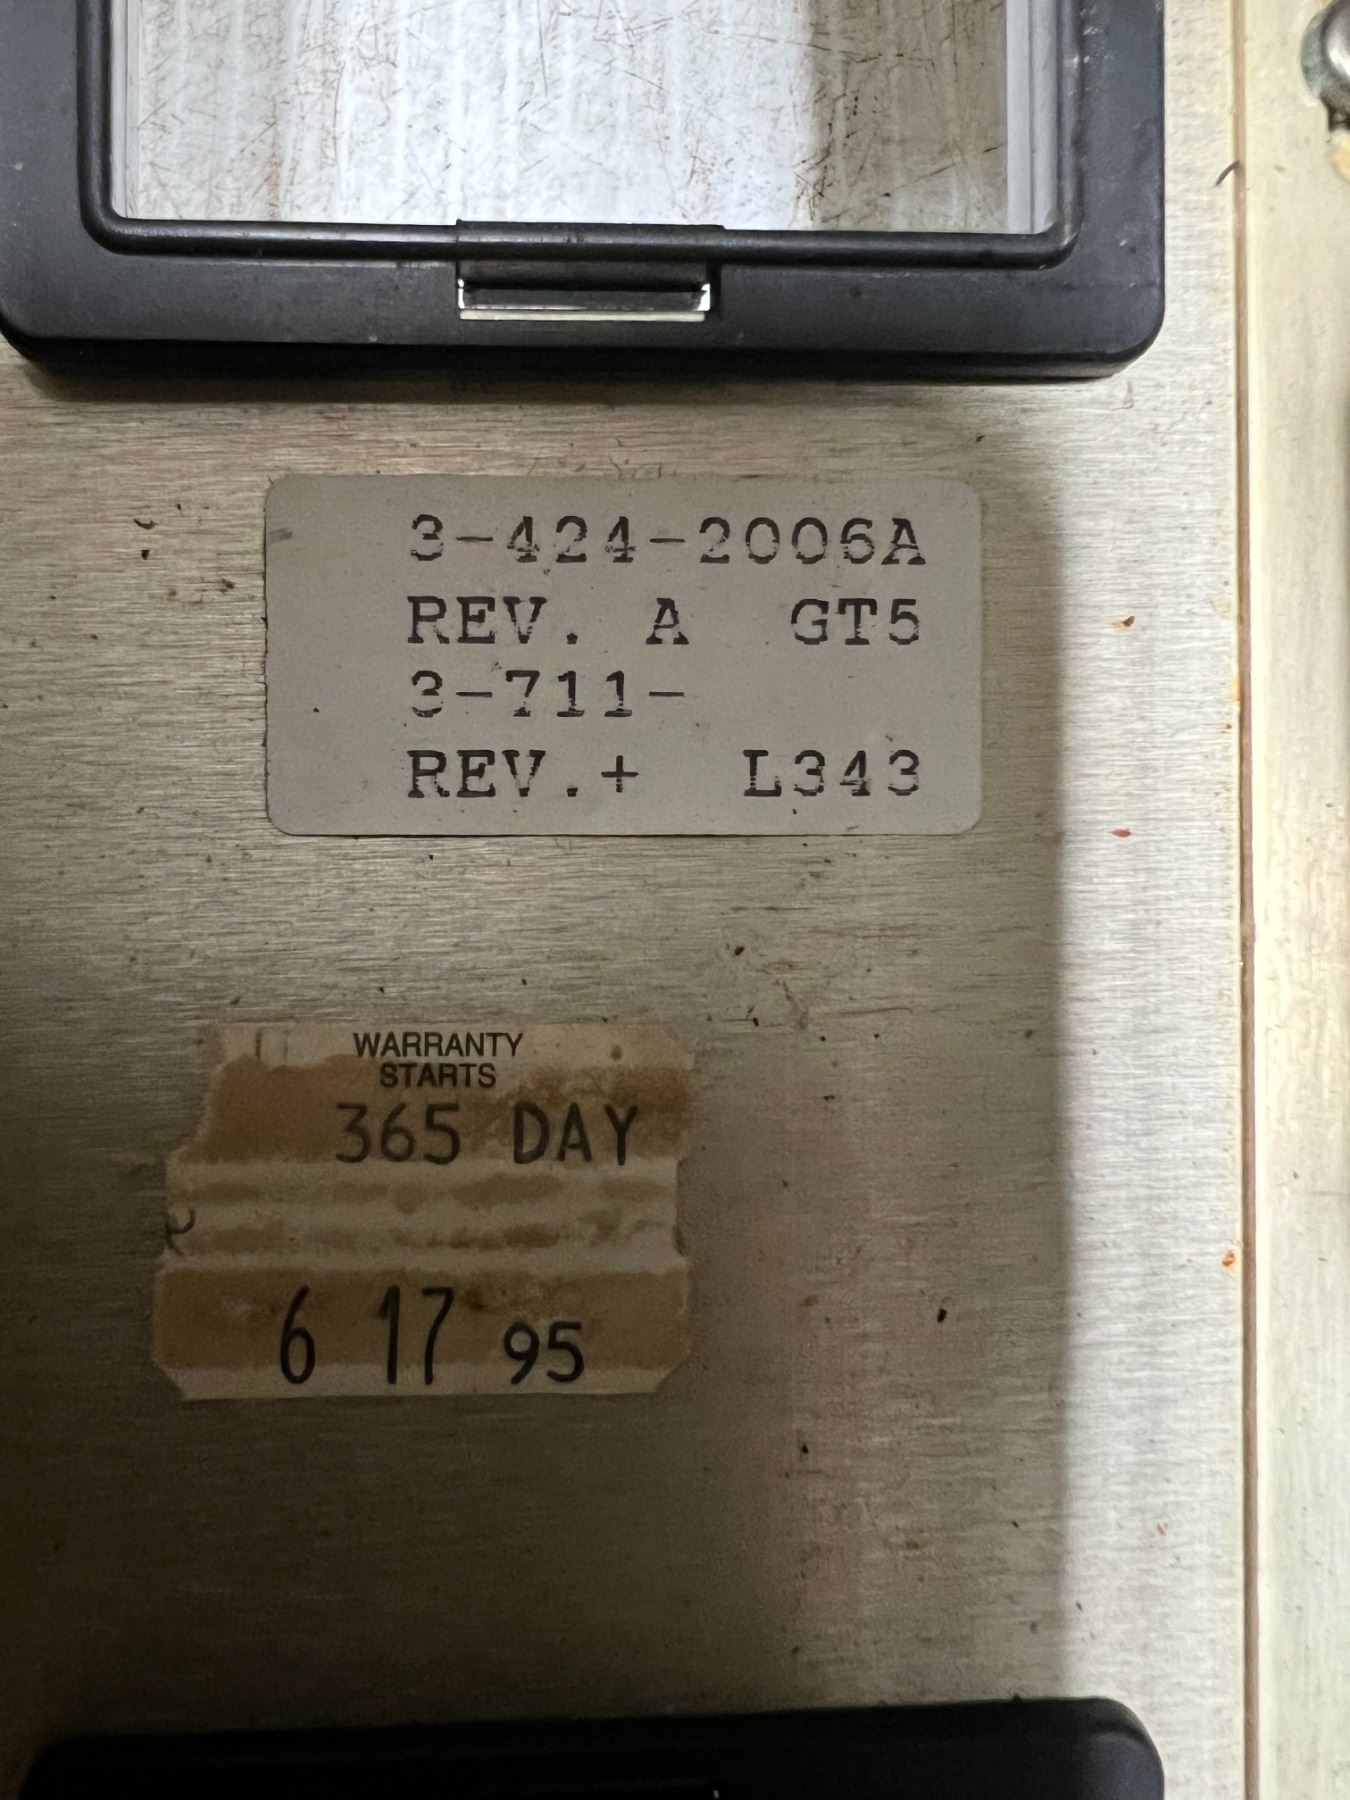 3-424-2006A
REV. A GT5
3-711-
REV.+ L343
WARRANTY
STARTS
365 DAY
6 17 95